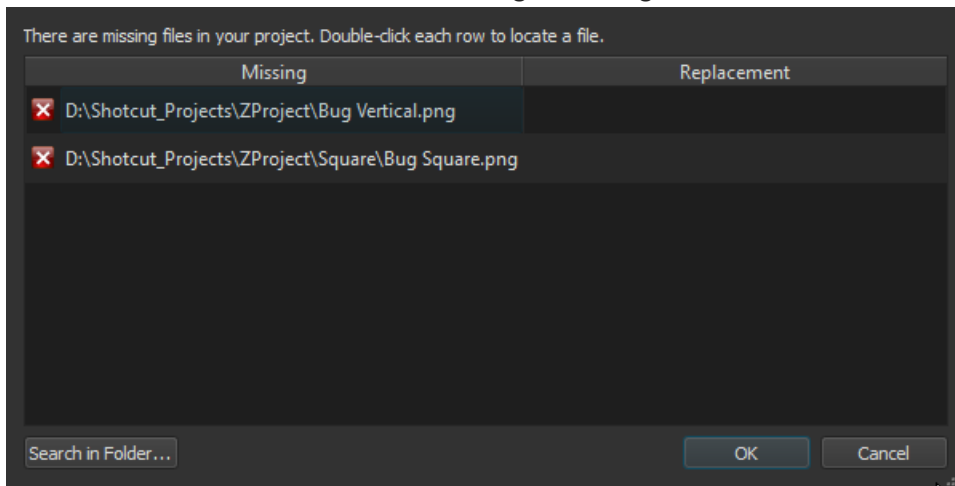 There are missing files in your project. Double-click each row to locate a file.
Missing Replacement
D:\Shotcut_Projects\ZProject\Bug Vertical.png
D:\Shotcut_Projects\ZProject\Square\Bug Square.png
Search in Folder... OK Cancel